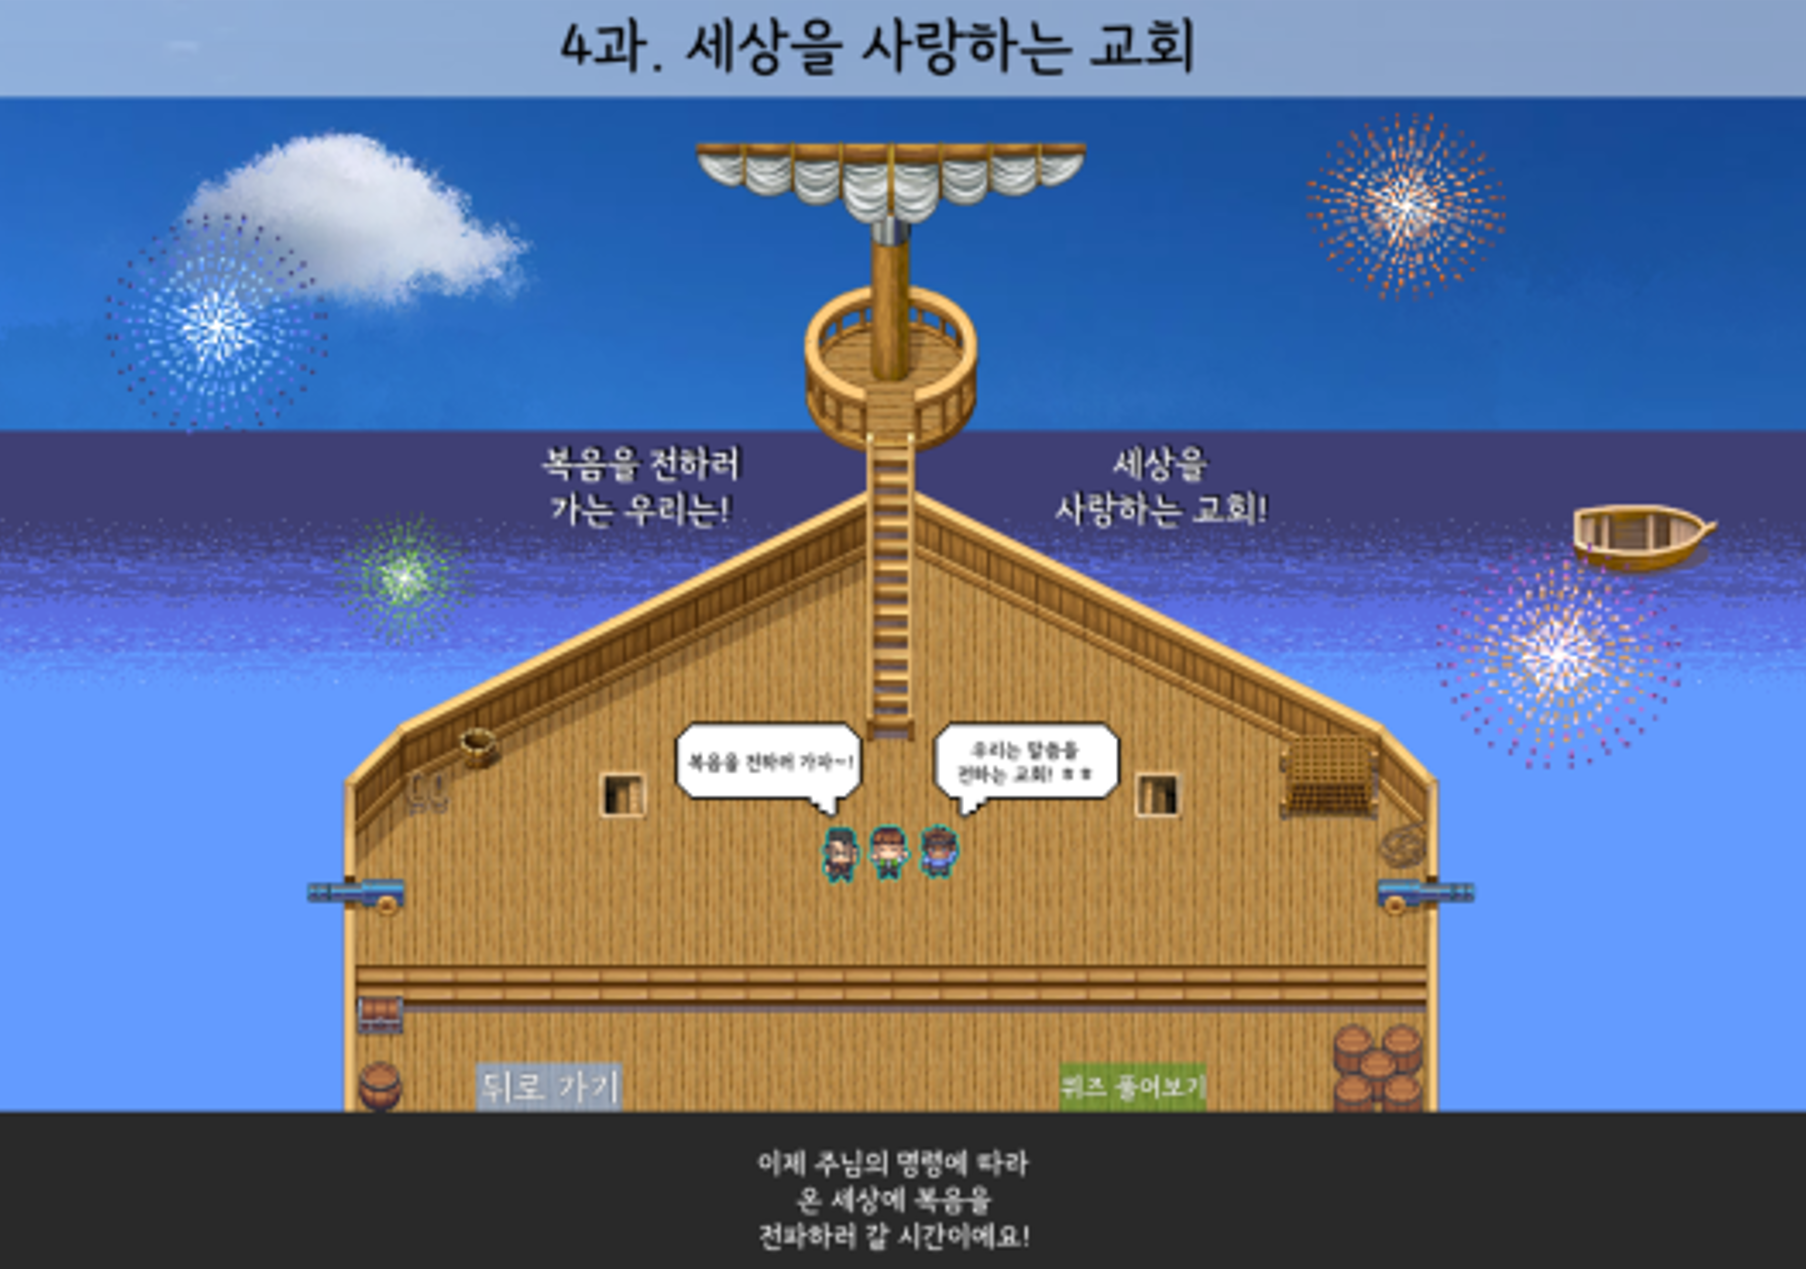 4과. 세상을 사랑하는 교회
복음을 전하러
가는 우리는!
세상을
사랑하는 교회!
복음을 전하러 가자~!
우리는 말씀을
전하는 교회! ㅎㅎ
뒤로 가기
퀴즈 풀어보기
이제 주님의 명령에 따라
온 세상에 복음을
전파하러 갈 시간이에요!